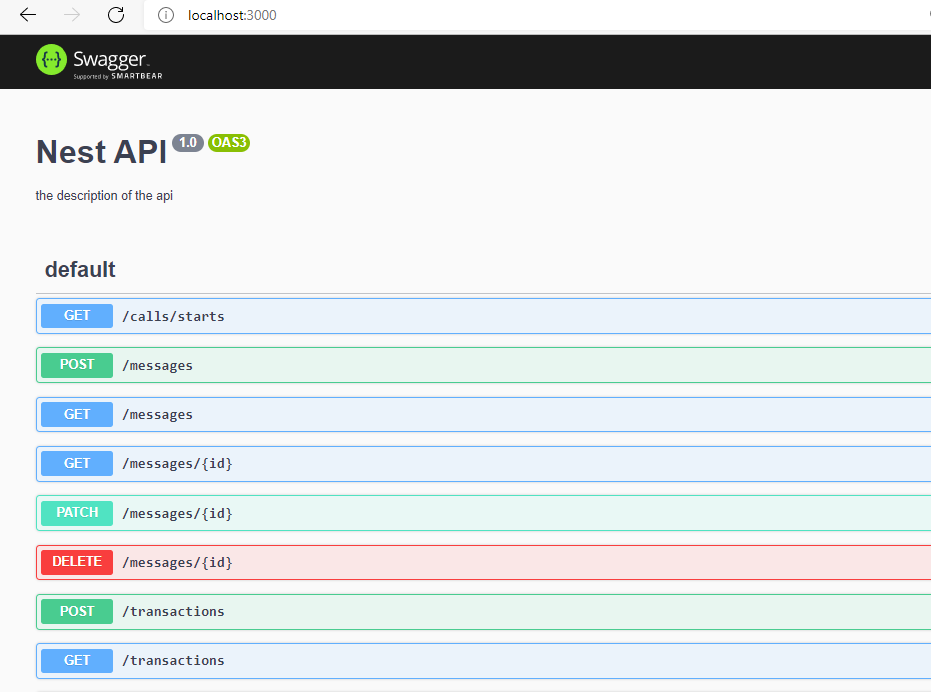 localhost:3000
Swagger
Supported by SMARTBEAR
Nest API 1.0 OAS3
the description of the api
default
GET /calls/starts
POST /messages
GET /messages
GET /messages/{id}
PATCH /messages/{id}
DELETE /messages/{id}
POST /transactions
GET /transactions